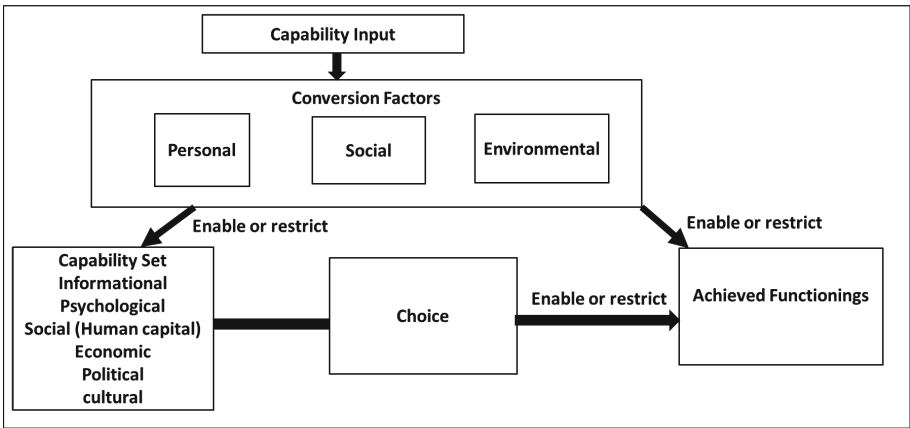 Capability Input
Conversion Factors
Personal
Social
Environmental
Enable or restrict
Enable or restrict
Capability Set
Informational
Psychological
Social (Human capital)
Economic
Political
cultural
Choice
Enable or restrict
Achieved Functionings